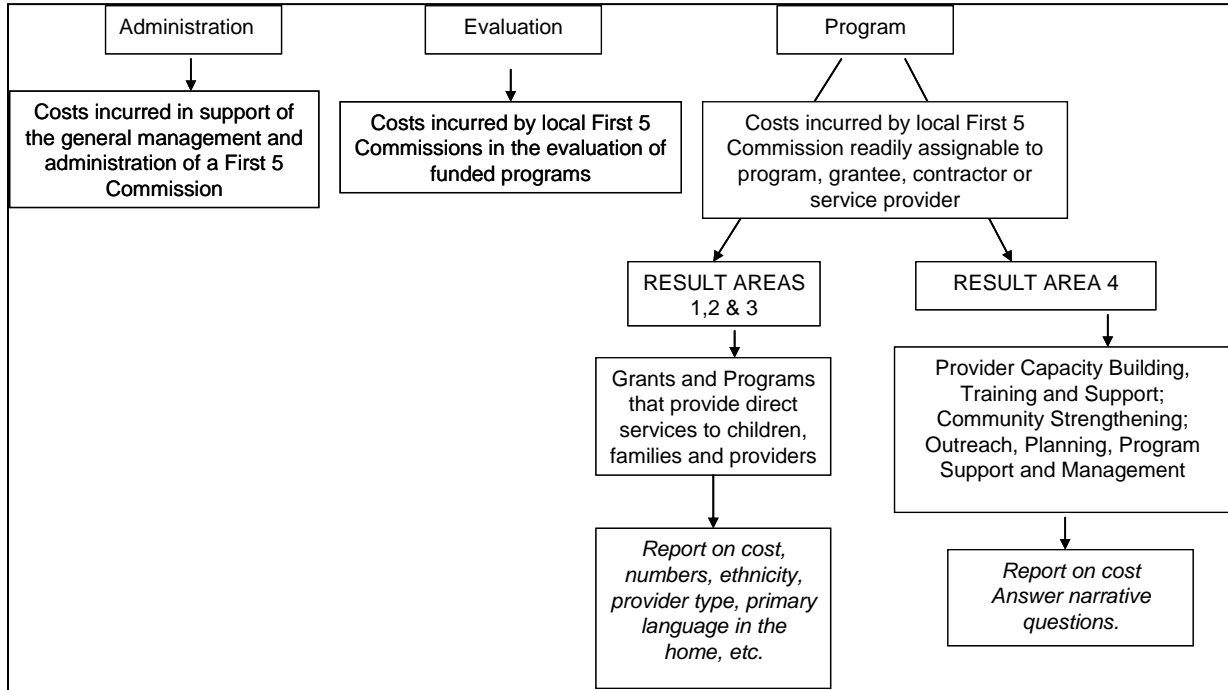 Administration
Evaluation
Program
Costs incurred in support of
the general management and
administration of a First 5
Commission
Costs incurred by local First 5
Commissions in the evaluation of
funded programs
Costs incurred by local First 5
Commission readily assignable to
program, grantee, contractor or
service provider
RESULT AREAS
1,2 & 3
RESULT AREA 4
Grants and Programs
that provide direct
services to children,
families and providers
Provider Capacity Building,
Training and Support;
Community Strengthening;
Outreach, Planning, Program
Support and Management
Report on cost,
numbers, ethnicity,
provider type, primary
language in the
home, etc.
Report on cost
Answer narrative
questions.